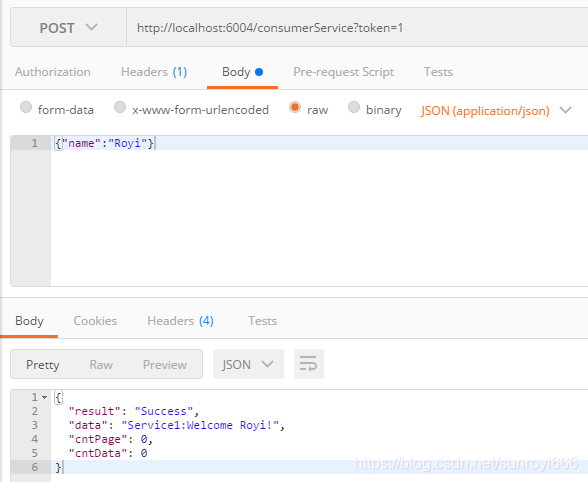 POST http://localhost:6004/consumerService?token=1
Authorization Headers (1) Body Pre-request Script Tests
form-data x-www-form-urlencoded raw binary JSON (application/json)
1 {"name":"Royi"}
Body Cookies Headers (4) Tests
Pretty Raw Preview JSON
1 {
2 "result": "Success",
3 "data": "Service1:Welcome Royi!",
4 "cntPage": 0,
5 "cntData": 0
6 }
https://blog.csdn.net/sunroyi666